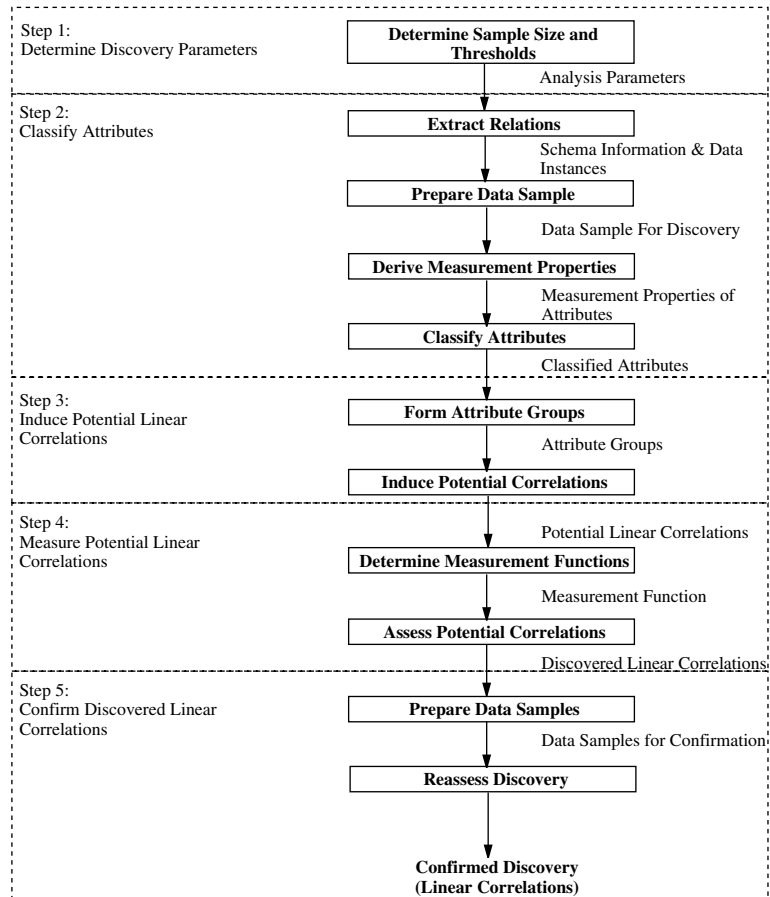 Step 1:
Determine Discovery Parameters
Determine Sample Size and
Thresholds
Analysis Parameters
Step 2:
Classify Attributes
Extract Relations
Schema Information & Data
Instances
Prepare Data Sample
Data Sample For Discovery
Derive Measurement Properties
Measurement Properties of
Attributes
Classify Attributes
Classified Attributes
Step 3:
Induce Potential Linear
Correlations
Form Attribute Groups
Attribute Groups
Induce Potential Correlations
Step 4:
Measure Potential Linear
Correlations
Potential Linear Correlations
Determine Measurement Functions
Measurement Function
Assess Potential Correlations
Discovered Linear Correlations
Step 5:
Confirm Discovered Linear
Correlations
Prepare Data Samples
Data Samples for Confirmation
Reassess Discovery
Confirmed Discovery
(Linear Correlations)